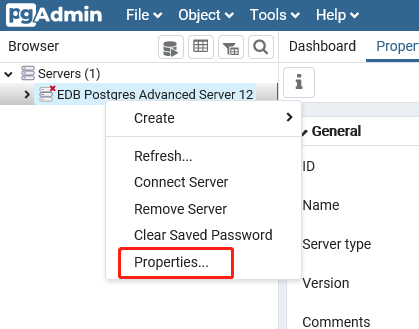 pgAdmin File Object Tools Help
Browser Dashboard Proper
Servers (1)
EDB Postgres Advanced Server 12
Create
General
Refresh...
ID
Connect Server
Remove Server
Name
Clear Saved Password
Server type
Properties...
Version
Comments